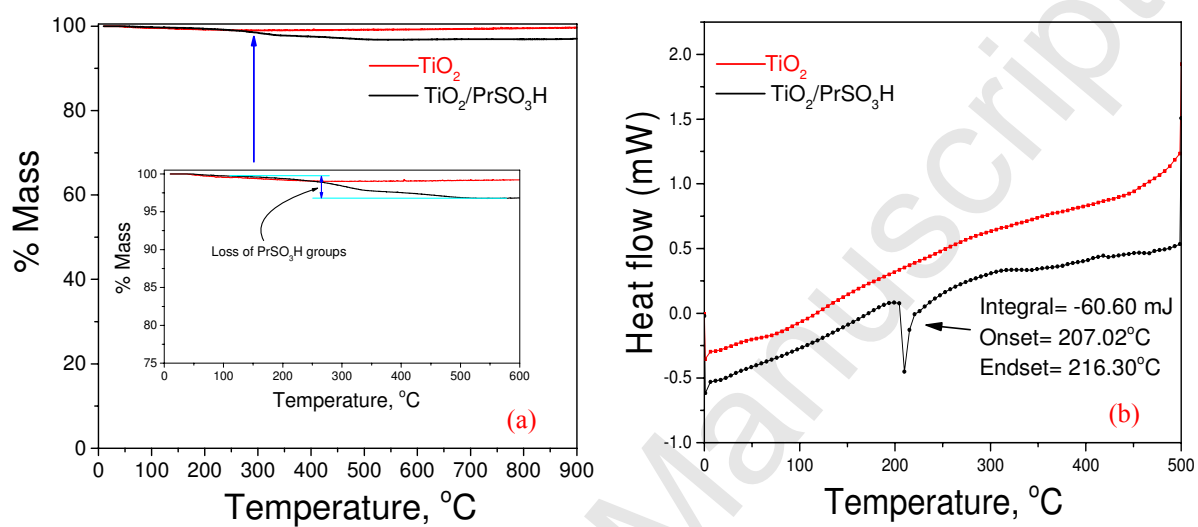 100
80
60
40
20
0
% Mass
TiO₂
TiO₂/PrSO₃H
100
95
90
85
80
75
% Mass
Loss of PrSO₃H groups
0 100 200 300 400 500 600
Temperature, °C
(a)
0 100 200 300 400 500 600 700 800 900
Temperature, °C
2.0
1.5
1.0
0.5
0.0
-0.5
-1.0
Heat flow (mW)
TiO₂
TiO₂/PrSO₃H
Integral= -60.60 mJ
Onset= 207.02°C
Endset= 216.30°C
(b)
0 100 200 300 400 500
Temperature, °C
Manuscript